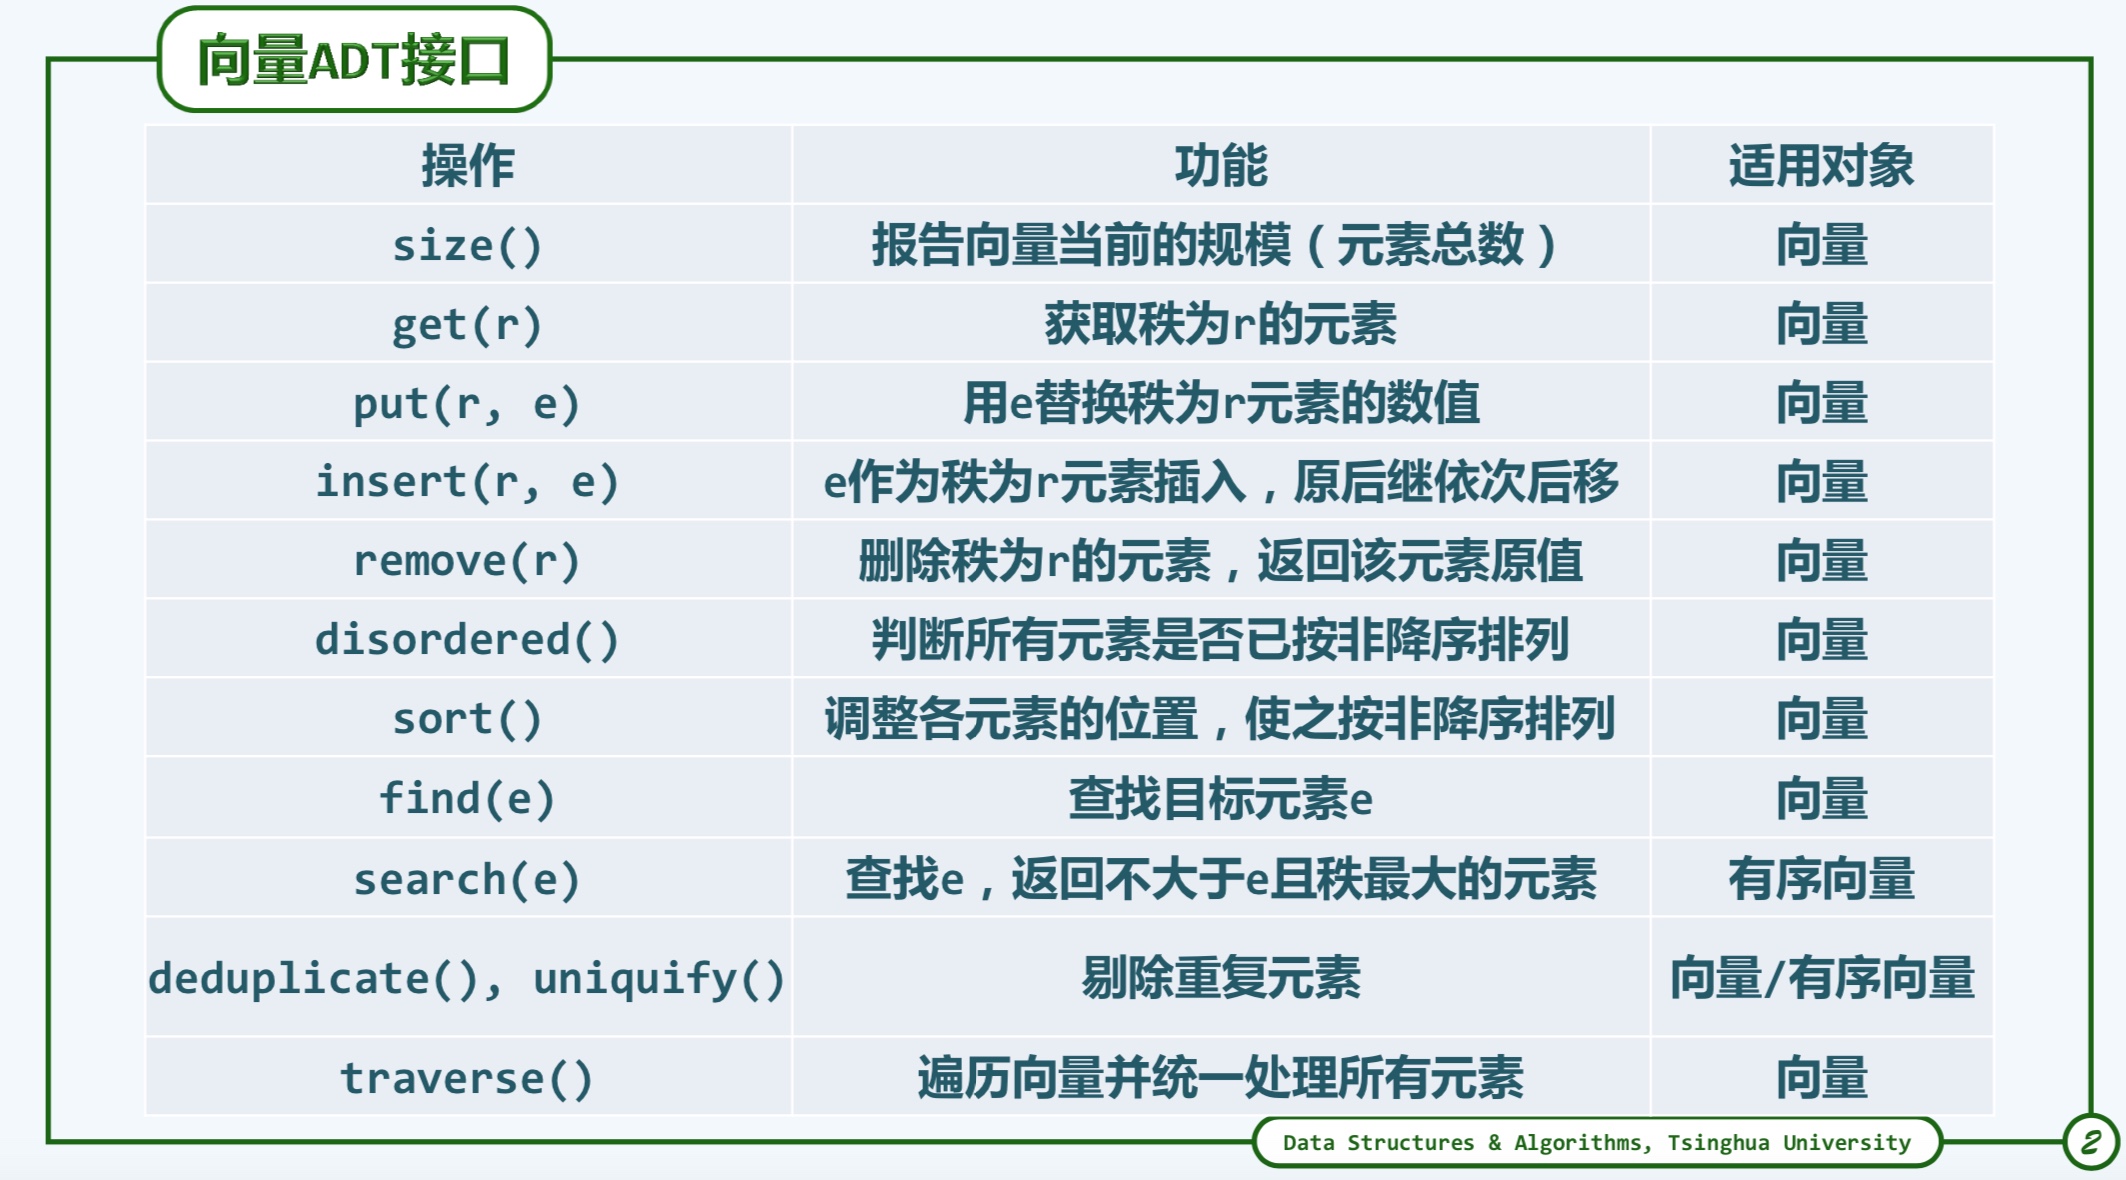 向量ADT接口
操作 功能 适用对象
size() 报告向量当前的规模（元素总数） 向量
get(r) 获取秩为r的元素 向量
put(r, e) 用e替换秩为r元素的数值 向量
insert(r, e) e作为秩为r元素插入，原后继依次后移 向量
remove(r) 删除秩为r的元素，返回该元素原值 向量
disordered() 判断所有元素是否已按非降序排列 向量
sort() 调整各元素的位置，使之按非降序排列 向量
find(e) 查找目标元素e 向量
search(e) 查找e，返回不大于e且秩最大的元素 有序向量
deduplicate(), uniquify() 剔除重复元素 向量/有序向量
traverse() 遍历向量并统一处理所有元素 向量
Data Structures & Algorithms, Tsinghua University 2